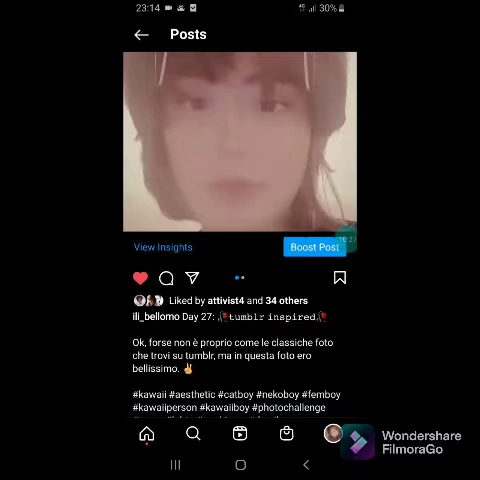 23:14
4G
30%
Posts
View Insights
Boost Post
Liked by attivist4 and 34 others
ili_bellomo Day 27: 🥀𝚝𝚞𝚖𝚋𝚕𝚛 𝚒𝚗𝚜𝚙𝚒𝚛𝚎𝚍🥀
Ok, forse non è proprio come le classiche foto
che trovi su tumblr, ma in questa foto ero
bellissimo. ✌
#kawaii #aesthetic #catboy #nekoboy #femboy
#kawaiiperson #kawaiiboy #photochallenge
Wondershare
FilmoraGo